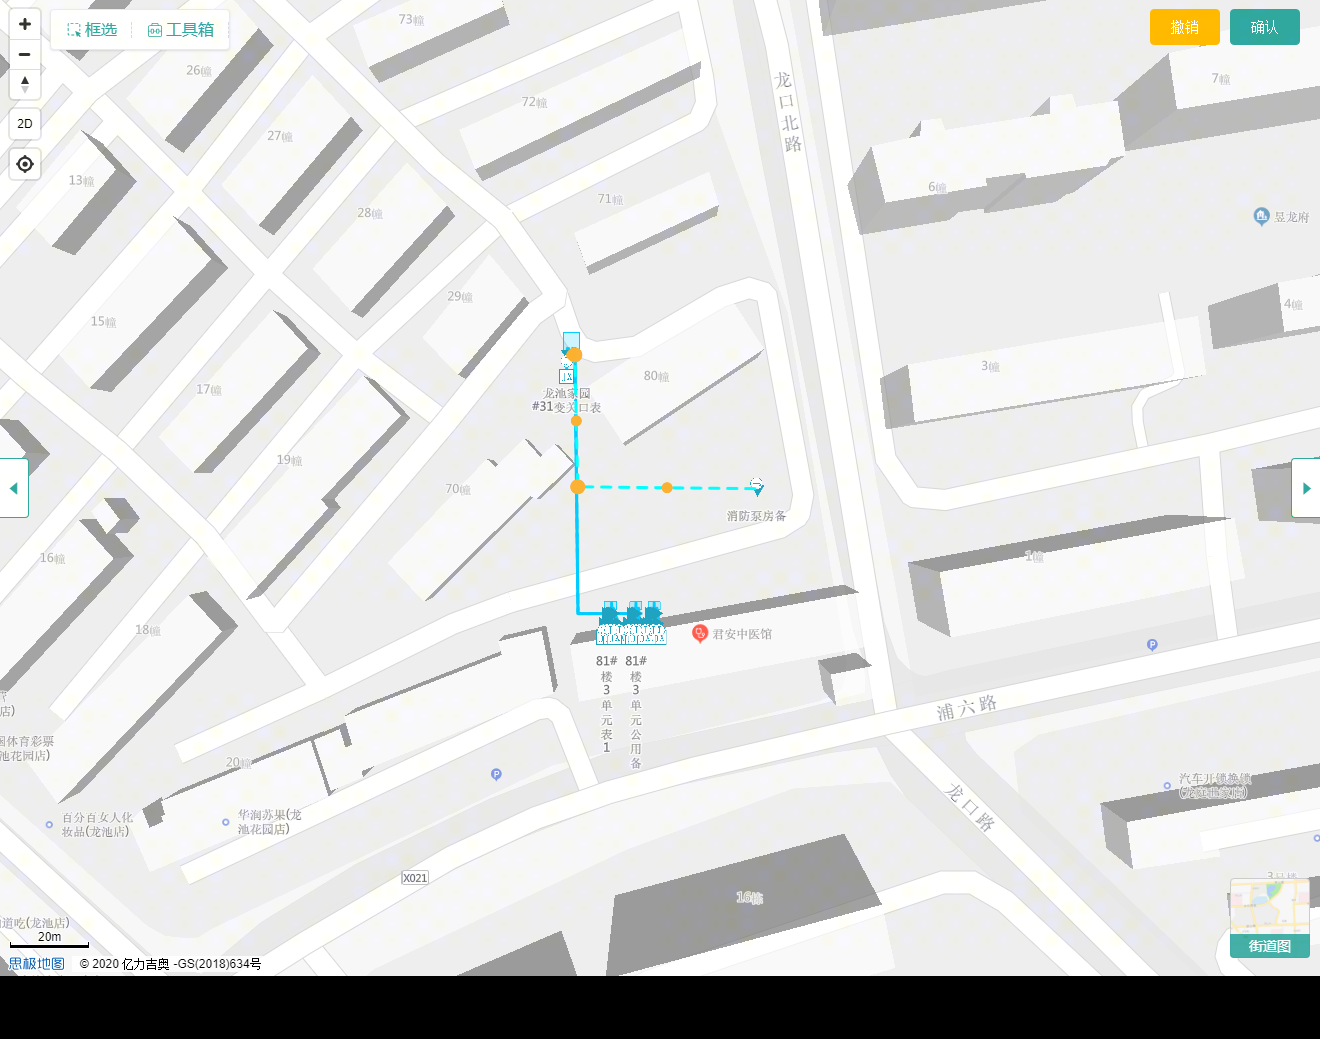 框选
工具箱
撤销
确认
2D
73幢
26幢
72幢
27幢
13幢
28幢
71幢
龙口北路
7幢
6幢
昱龙府
29幢
15幢
4幢
17幢
80幢
3幢
龙池家园
#31变关口表
19幢
70幢
消防泵房备
16幢
1幢
18幢
君安中医馆
81#楼3单元表1
81#楼3单元公用备
浦六路
店)
国体育彩票
池花园店)
20幢
龙口路
汽车开锁换锁
百分百女人化
妆品(龙池店)
华润苏果(龙
池花园店)
X021
16幢
道吃(龙池店)
20m
思极地图
© 2020 亿力吉奥 -GS(2018)634号
街道图